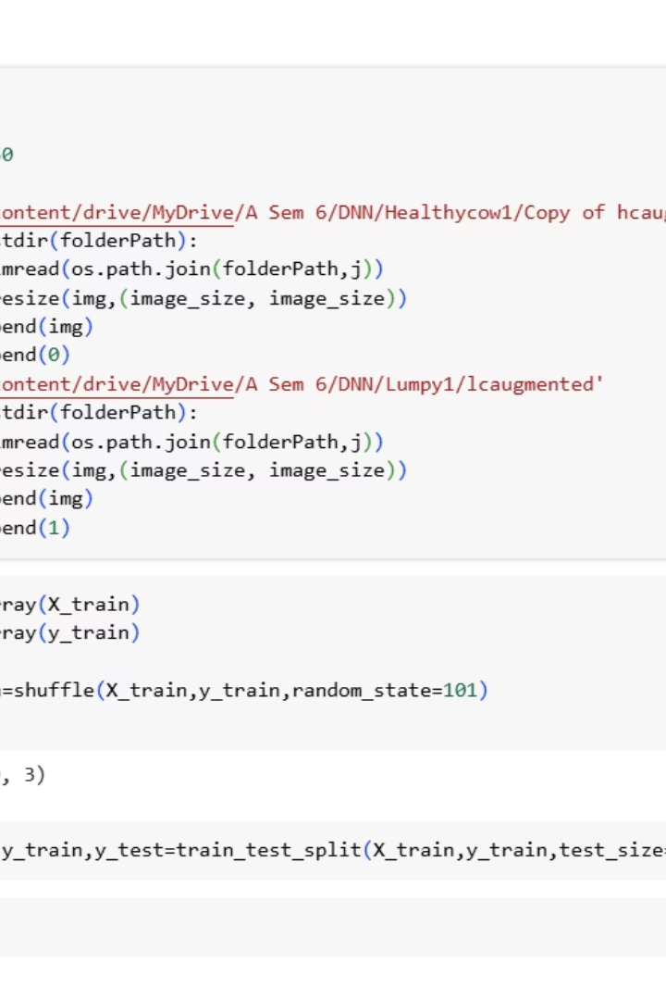 0
ontent/drive/MyDrive/A Sem 6/DNN/Healthycow1/Copy of hcau
tdir(folderPath):
mread(os.path.join(folderPath,j))
esize(img,(image_size, image_size))
end(img)
end(0)
ontent/drive/MyDrive/A Sem 6/DNN/Lumpy1/lcaugmented'
tdir(folderPath):
mread(os.path.join(folderPath,j))
esize(img,(image_size, image_size))
end(img)
end(1)
ray(X_train)
ray(y_train)
=shuffle(X_train,y_train,random_state=101)
, 3)
y_train,y_test=train_test_split(X_train,y_train,test_size=